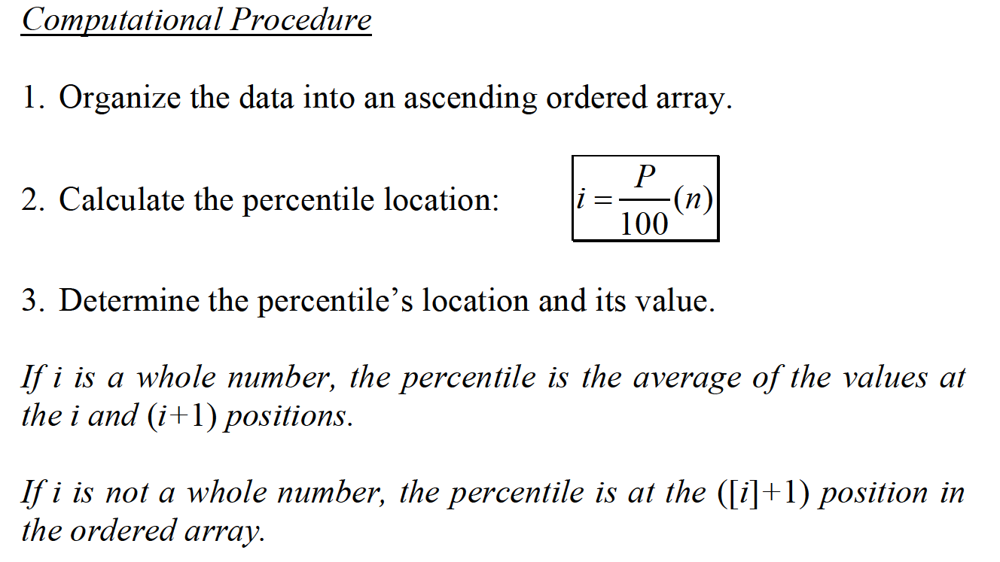 Computational Procedure
1. Organize the data into an ascending ordered array.
2. Calculate the percentile location: i = P/100 (n)
3. Determine the percentile’s location and its value.
If i is a whole number, the percentile is the average of the values at
the i and (i+1) positions.
If i is not a whole number, the percentile is at the ([i]+1) position in
the ordered array.